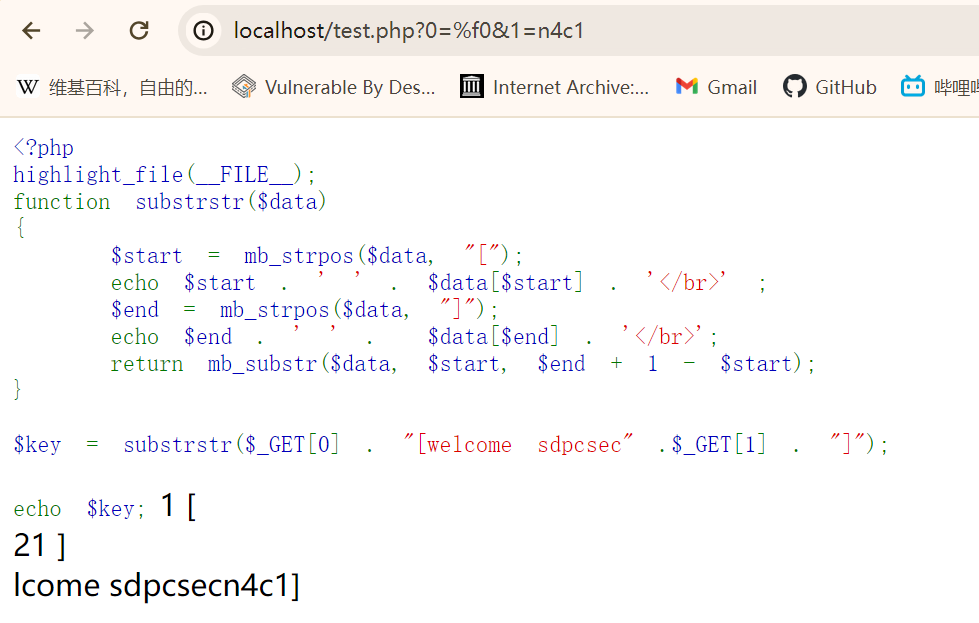 localhost/test.php?0=%f0&1=n4c1
W 维基百科，自由的... Vulnerable By Des... Internet Archive:... Gmail GitHub
<?php
highlight_file(__FILE__);
function substrstr($data)
{
$start = mb_strpos($data, "[");
echo $start . ' ' . $data[$start] . '</br>' ;
$end = mb_strpos($data, "]");
echo $end . ' ' . $data[$end] . '</br>';
return mb_substr($data, $start, $end + 1 - $start);
}
$key = substrstr($_GET[0] . "[welcome sdpcsec" .$_GET[1] . "]");
echo $key; 1 [
21 ]
lcome sdpcsecn4c1]